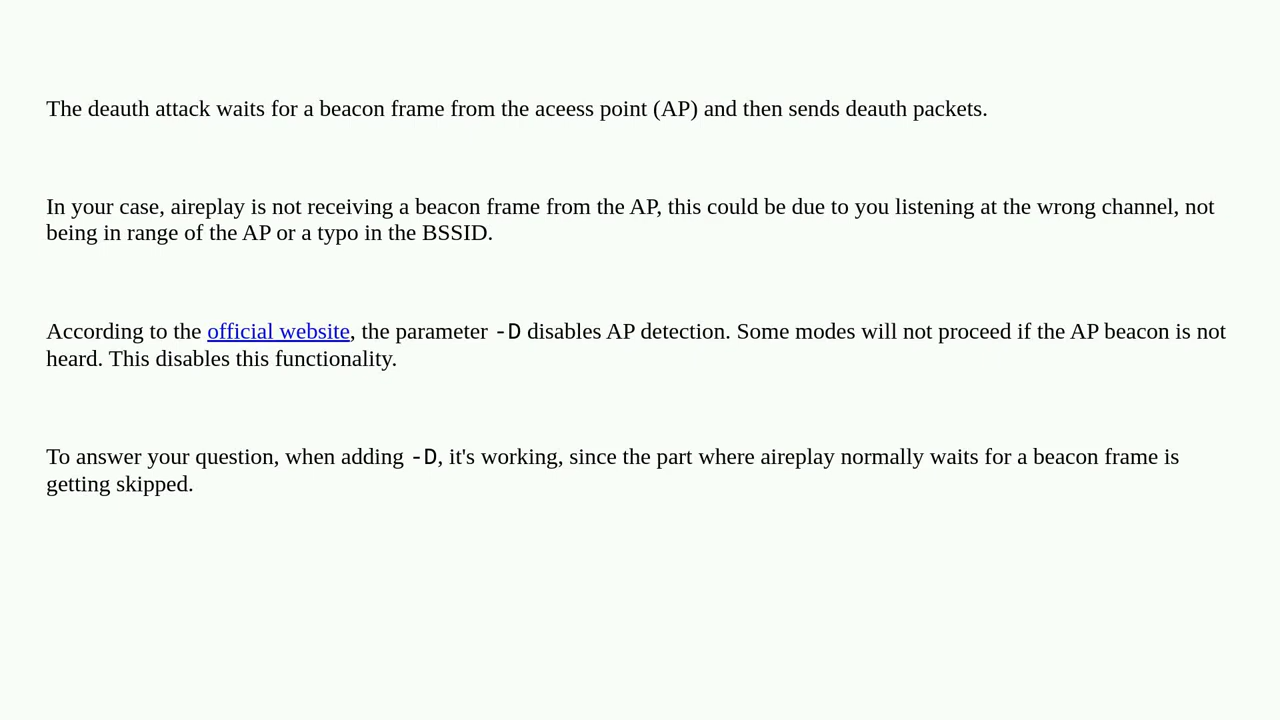 The deauth attack waits for a beacon frame from the aceess point (AP) and then sends deauth packets.
In your case, aireplay is not receiving a beacon frame from the AP, this could be due to you listening at the wrong channel, not
being in range of the AP or a typo in the BSSID.
According to the official website, the parameter -D disables AP detection. Some modes will not proceed if the AP beacon is not
heard. This disables this functionality.
To answer your question, when adding -D, it's working, since the part where aireplay normally waits for a beacon frame is
getting skipped.